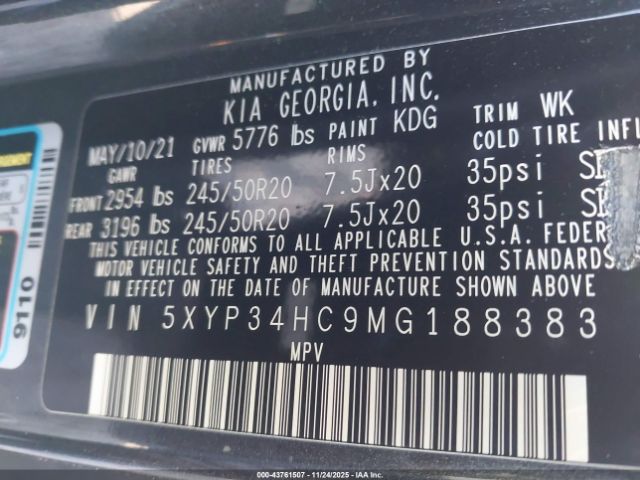 MANUFACTURED BY
KIA GEORGIA, INC.
MAY/10/21 GVWR 5776 lbs PAINT KDG TRIM WK
GAWR TIRES RIMS COLD TIRE INFL
FRONT 2954 lbs 245/50R20 7.5Jx20 35psi
REAR 3196 lbs 245/50R20 7.5Jx20 35psi
THIS VEHICLE CONFORMS TO ALL APPLICABLE U.S.A. FEDER
MOTOR VEHICLE SAFETY AND THEFT PREVENTION STANDARDS
IN EFFECT ON THE DATE OF MANUFACTURE SHOWN ABOVE
VIN 5XYP34HC9MG188383
MPV
9110
00-43761507 - 11/24/2025 - IAA Inc.